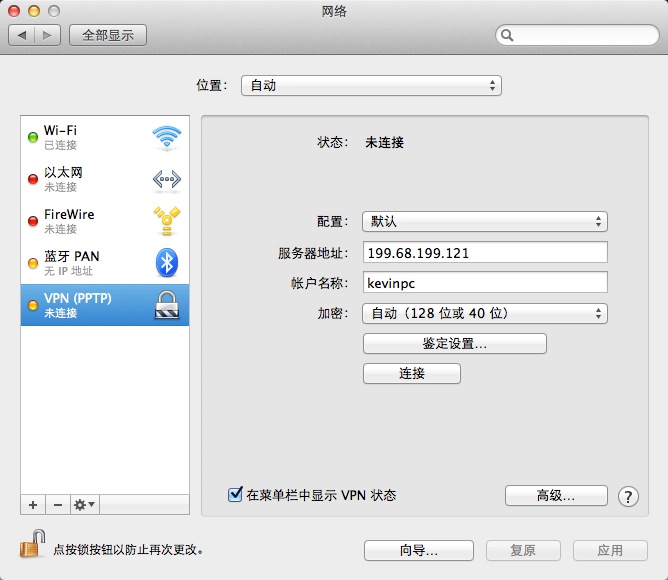 网络
全部显示
位置： 自动
Wi-Fi
已连接
以太网
未连接
FireWire
未连接
蓝牙 PAN
无 IP 地址
VPN (PPTP)
未连接
状态： 未连接
配置： 默认
服务器地址： 199.68.199.121
帐户名称： kevinpc
加密： 自动（128 位或 40 位）
鉴定设置...
连接
在菜单栏中显示 VPN 状态
高级...
?
点按锁按钮以防止再次更改。
向导...
复原
应用